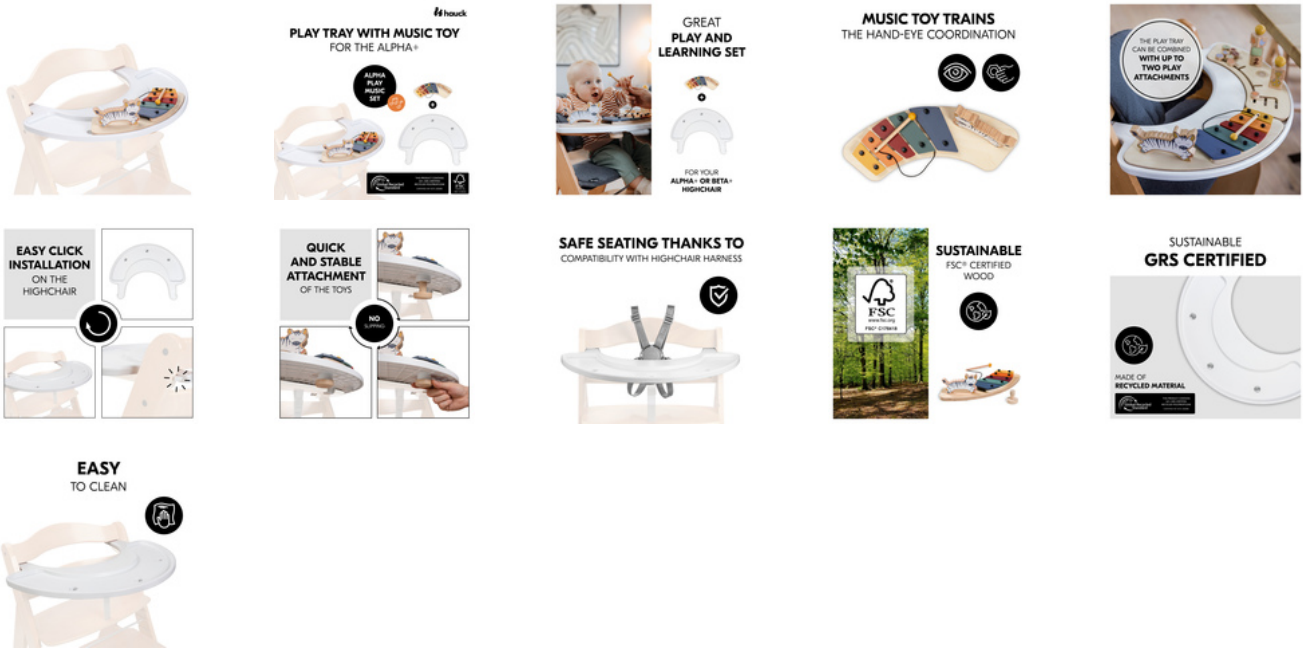 hauck
PLAY TRAY WITH MUSIC TOY
FOR THE ALPHA+
ALPHA
PLAY
MUSIC
SET
FSC
GREAT
PLAY AND
LEARNING SET
FOR YOUR
ALPHA+ OR BETA+
HIGHCHAIR
MUSIC TOY TRAINS
THE HAND-EYE COORDINATION
THE PLAY TRAY
CAN BE COMBINED
WITH UP TO
TWO PLAY
ATTACHMENTS
EASY CLICK
INSTALLATION
ON THE
HIGHCHAIR
QUICK
AND STABLE
ATTACHMENT
OF THE TOYS
NO
SLIPPING
SAFE SEATING THANKS TO
COMPATIBILITY WITH HIGHCHAIR HARNESS
FSC
www.fsc.org
SUSTAINABLE
FSC® CERTIFIED
WOOD
SUSTAINABLE
GRS CERTIFIED
MADE OF
RECYCLED MATERIAL
EASY
TO CLEAN